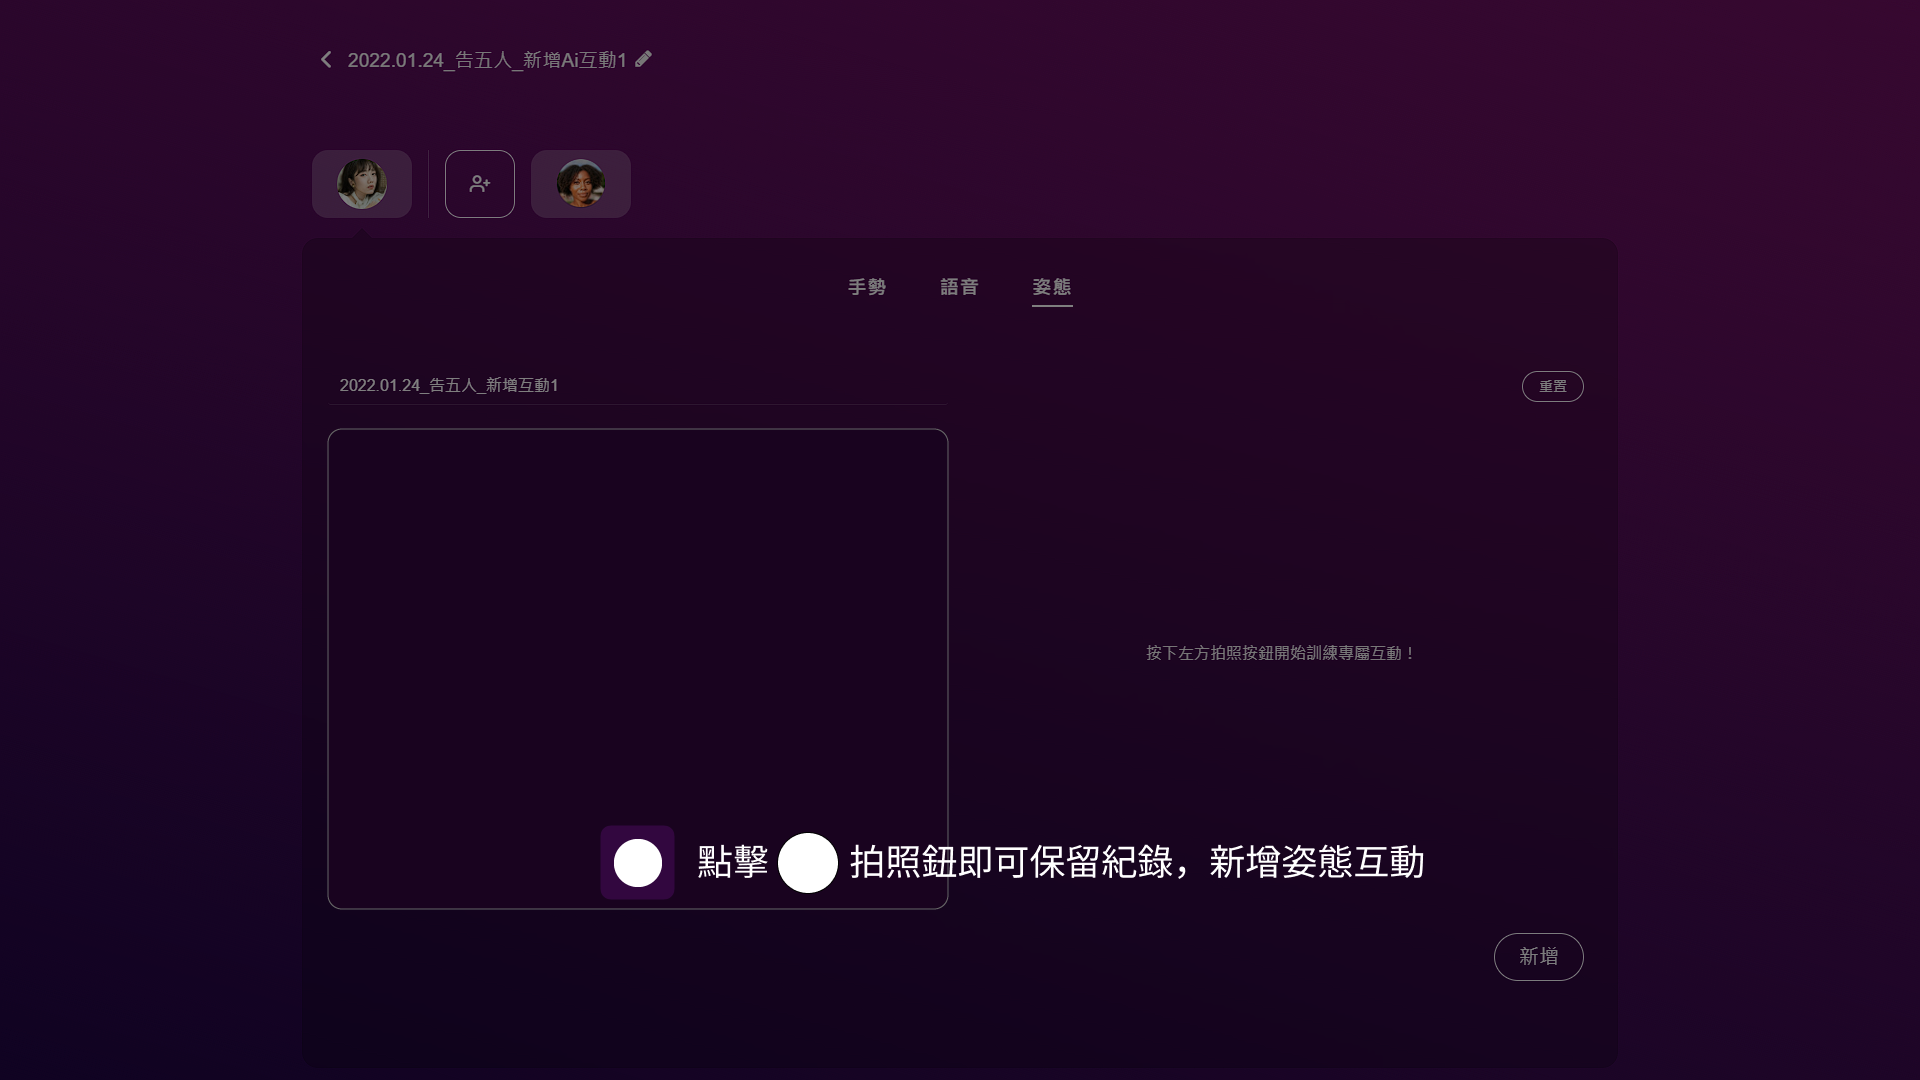 2022.01.24_告五人_新增Ai互動1
手勢
語音
姿態
2022.01.24_告五人_新增互動1
重置
按下左方拍照按鈕開始訓練專屬互動！
點擊 拍照鈕即可保留紀錄，新增姿態互動
新增